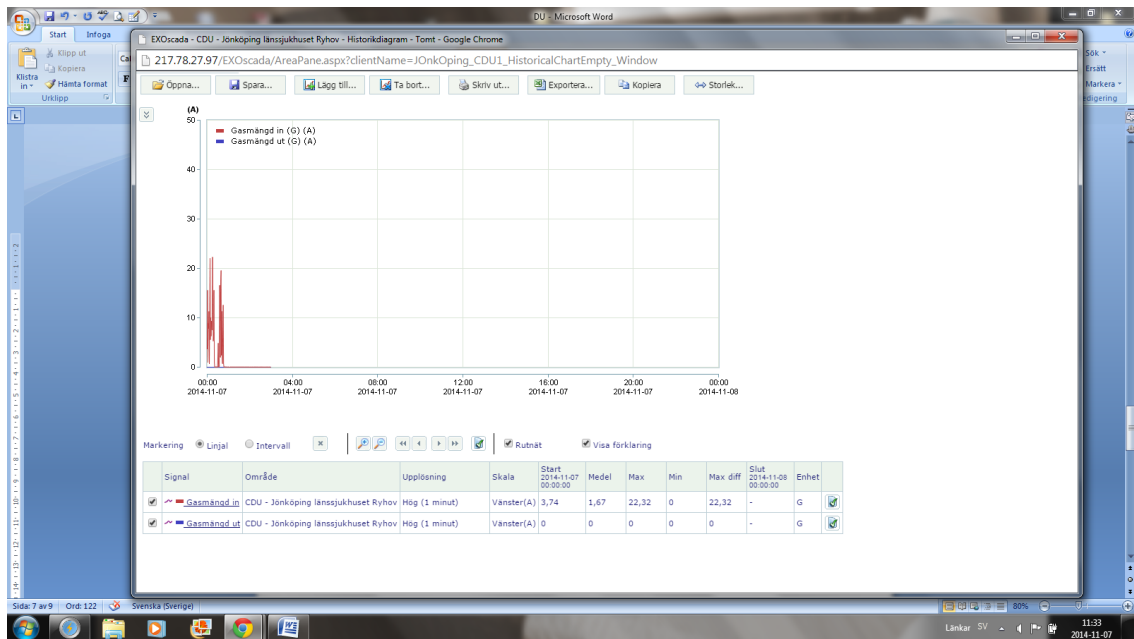 DU - Microsoft Word
Start Infoga
Klipp ut
Kopiera
Hämta format
Klistra in
Urklipp
Sök
Ersätt
Markera
EXOscada - CDU - Jönköping länssjukhuset Ryhov - Historikdiagram - Tomt - Google Chrome
217.78.27.97/EXOscada/AreaPane.aspx?clientName=JOnkOping_CDU1_HistoricalChartEmpty_Window
Öppna... Spara... Lägg till... Ta bort... Skriv ut... Exportera... Kopiera Storlek...
(A)
50
Gasmängd in (G) (A)
Gasmängd ut (G) (A)
40
30
20
10
0
00:00 04:00 08:00 12:00 16:00 20:00 00:00
2014-11-07 2014-11-07 2014-11-07 2014-11-07 2014-11-07 2014-11-07 2014-11-08
Markering Linjal Intervall Rutnät Visa förklaring
Signal Område Upplösning Skala Start 2014-11-07 00:00:00 Medel Max Min Max diff Slut 2014-11-08 00:00:00 Enhet
Gasmängd in CDU - Jönköping länssjukhuset Ryhov Hög (1 minut) Vänster(A) 3,74 1,67 22,32 0 22,32 - G
Gasmängd ut CDU - Jönköping länssjukhuset Ryhov Hög (1 minut) Vänster(A) 0 0 0 0 0 - G
Sida: 7 av 9 Ord: 122 Svenska (Sverige) 80%
Länkar SV 11:33
2014-11-07